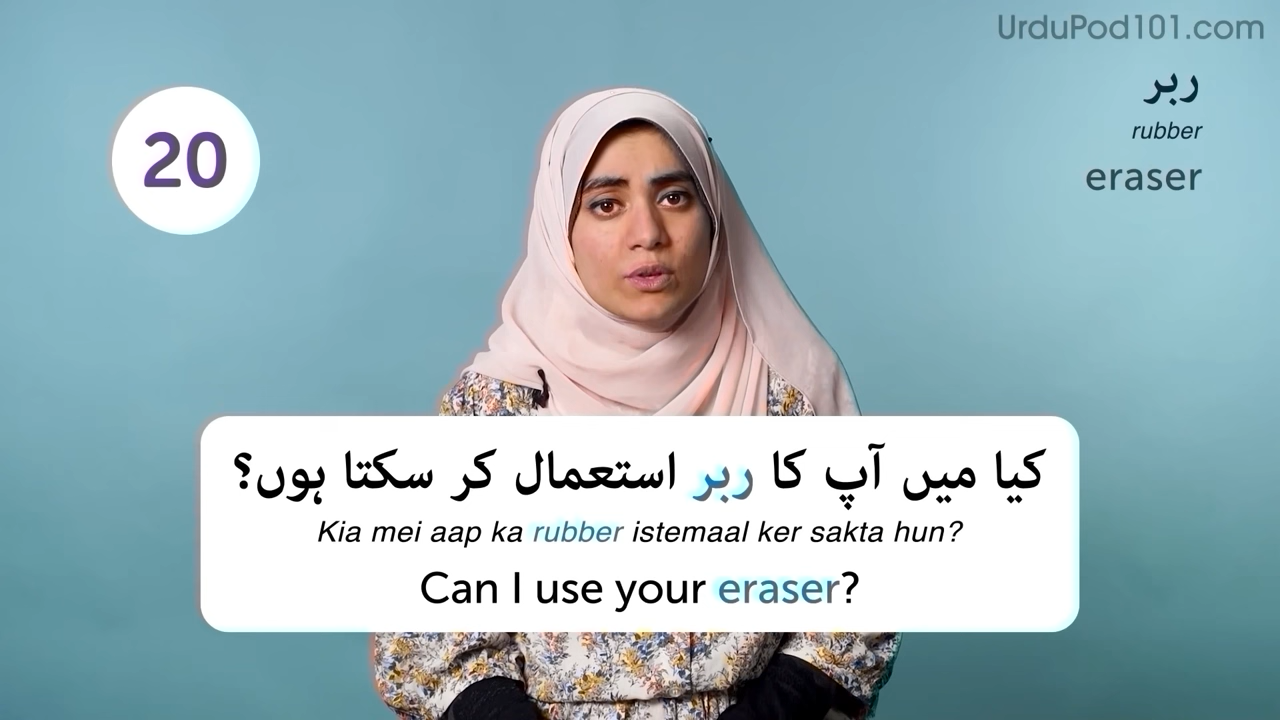 UrduPod101.com
20
ربر
rubber
eraser
کیا میں آپ کا ربر استعمال کر سکتا ہوں؟
Kia mei aap ka rubber istemaal ker sakta hun?
Can I use your eraser?